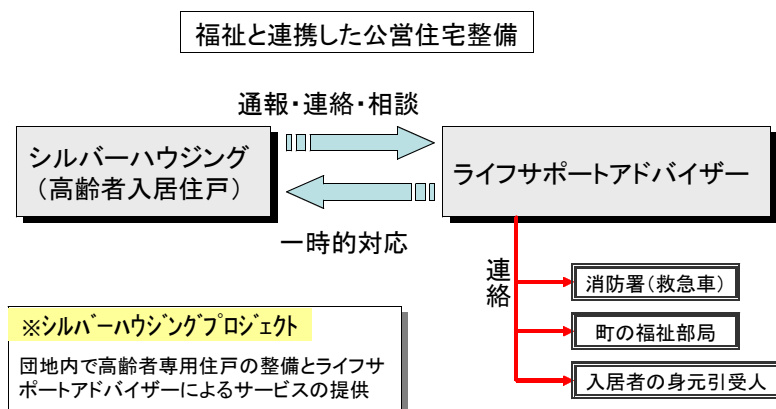 福祉と連携した公営住宅整備
通報・連絡・相談
シルバーハウジング
（高齢者入居住戸）
ライフサポートアドバイザー
一時的対応
連絡
消防署（救急車）
町の福祉部局
入居者の身元引受人
※ｼﾙﾊﾞｰﾊｳｼﾞﾝｸﾞﾌﾟﾛｼﾞｪｸﾄ
団地内で高齢者専用住戸の整備とライフサ
ポートアドバイザーによるサービスの提供